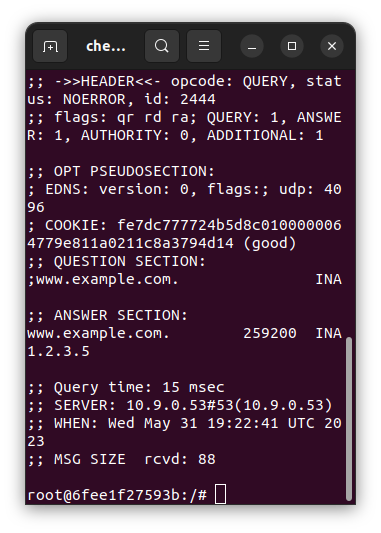 che...
;; ->>HEADER<<- opcode: QUERY, stat
us: NOERROR, id: 2444
;; flags: qr rd ra; QUERY: 1, ANSWE
R: 1, AUTHORITY: 0, ADDITIONAL: 1

;; OPT PSEUDOSECTION:
; EDNS: version: 0, flags:; udp: 40
96
; COOKIE: fe7dc777724b5d8c010000006
4779e811a0211c8a3794d14 (good)
;; QUESTION SECTION:
;www.example.com.               INA

;; ANSWER SECTION:
www.example.com.        259200  INA
1.2.3.5

;; Query time: 15 msec
;; SERVER: 10.9.0.53#53(10.9.0.53)
;; WHEN: Wed May 31 19:22:41 UTC 20
23
;; MSG SIZE  rcvd: 88

root@6fee1f27593b:/#